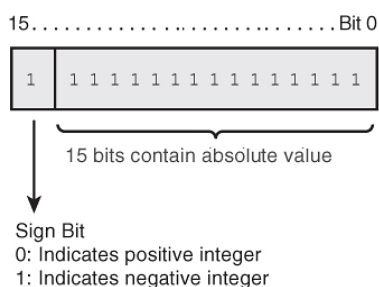 15. . . . . . . . . . . . . . . . . . . . . . . . . . . . . . Bit 0
1 1 1 1 1 1 1 1 1 1 1 1 1 1 1 1
15 bits contain absolute value
Sign Bit
0: Indicates positive integer
1: Indicates negative integer